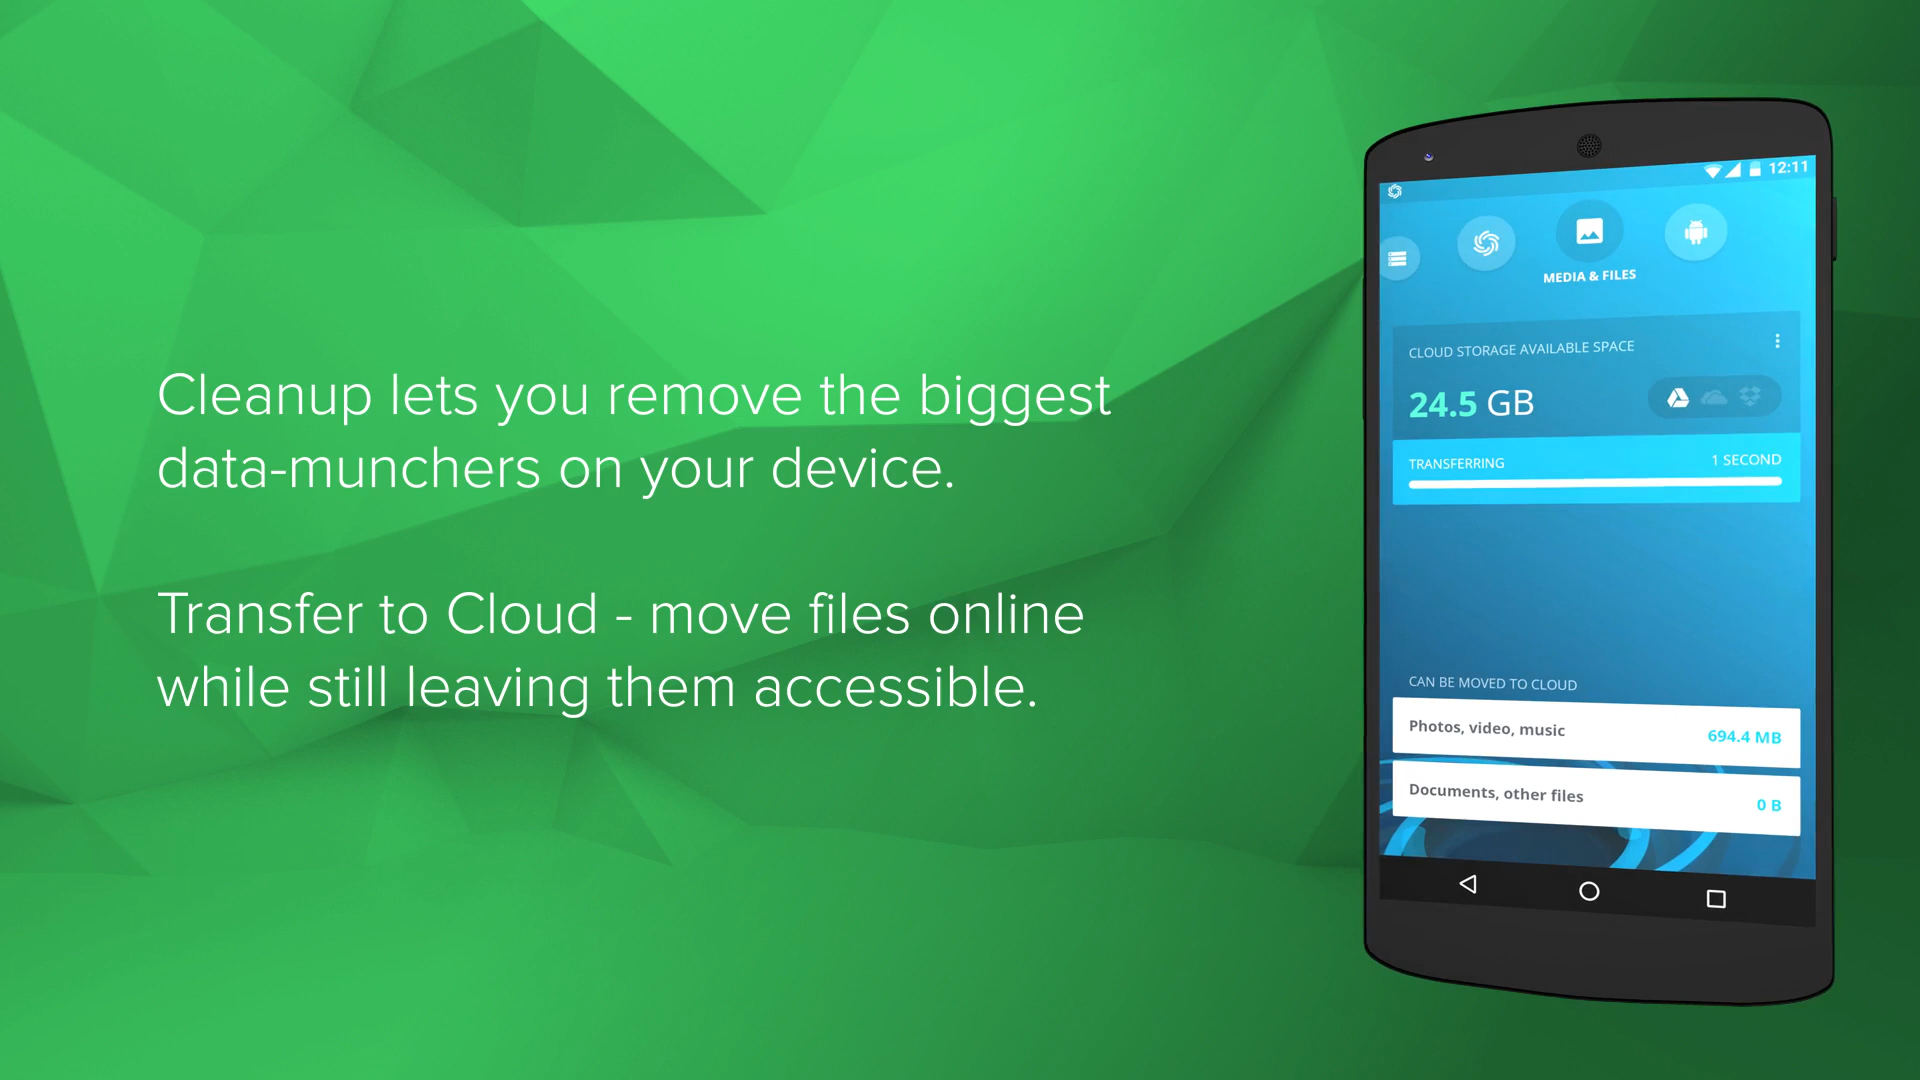 Cleanup lets you remove the biggest
data-munchers on your device.
Transfer to Cloud - move files online
while still leaving them accessible.
12:11
MEDIA & FILES
CLOUD STORAGE AVAILABLE SPACE
24.5 GB
TRANSFERRING 1 SECOND
CAN BE MOVED TO CLOUD
Photos, video, music 694.4 MB
Documents, other files 0 B